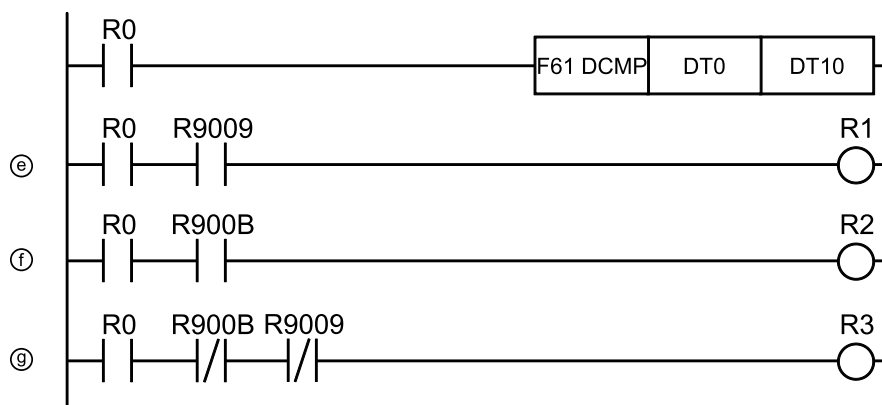 R0
F61 DCMP DT0 DT10
R0 R9009 R1
ⓔ
R0 R900B R2
ⓕ
R0 R900B R9009 R3
ⓖ